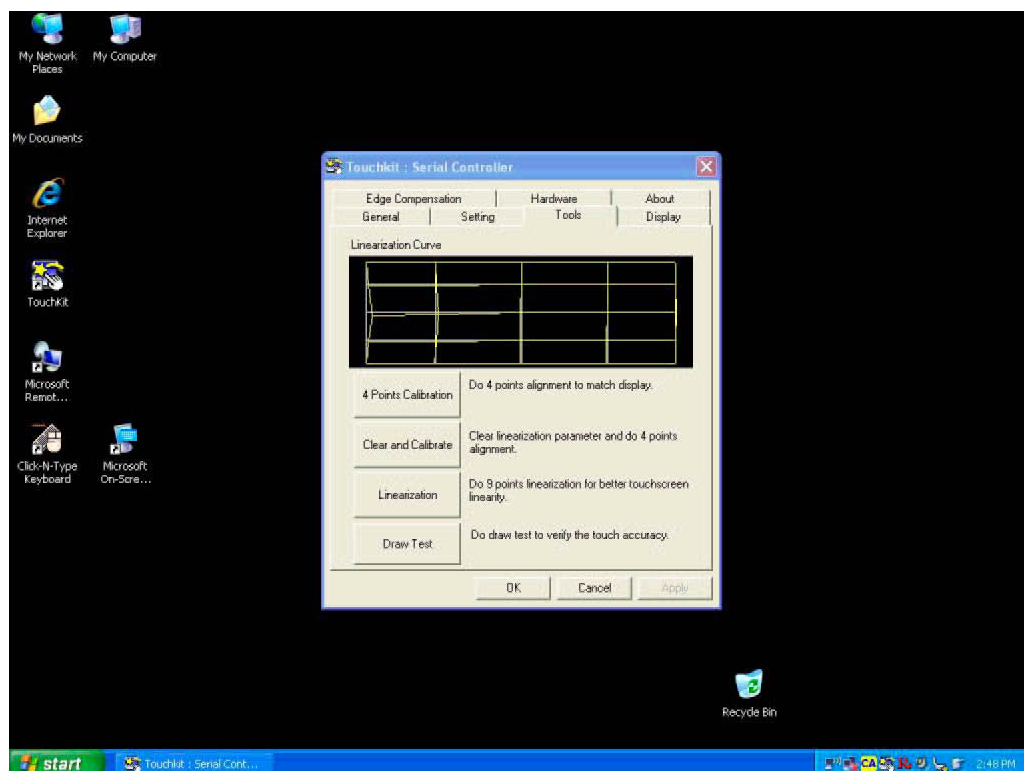 My Network
Places
My Computer
My Documents
Internet
Explorer
TouchKit
Microsoft
Remot...
Click-N-Type
Keyboard
Microsoft
On-Scre...
Touchkit : Serial Controller
Edge Compensation
Hardware
About
General
Setting
Tools
Display
Linearization Curve
4 Points Calibration
Do 4 points alignment to match display.
Clear and Calibrate
Clear linearization parameter and do 4 points
alignment.
Linearization
Do 9 points linearization for better touchscreen
linearity.
Draw Test
Do draw test to verify the touch accuracy.
OK
Cancel
Apply
Recycle Bin
start
Touchkit : Serial Cont...
CA
2:48 PM